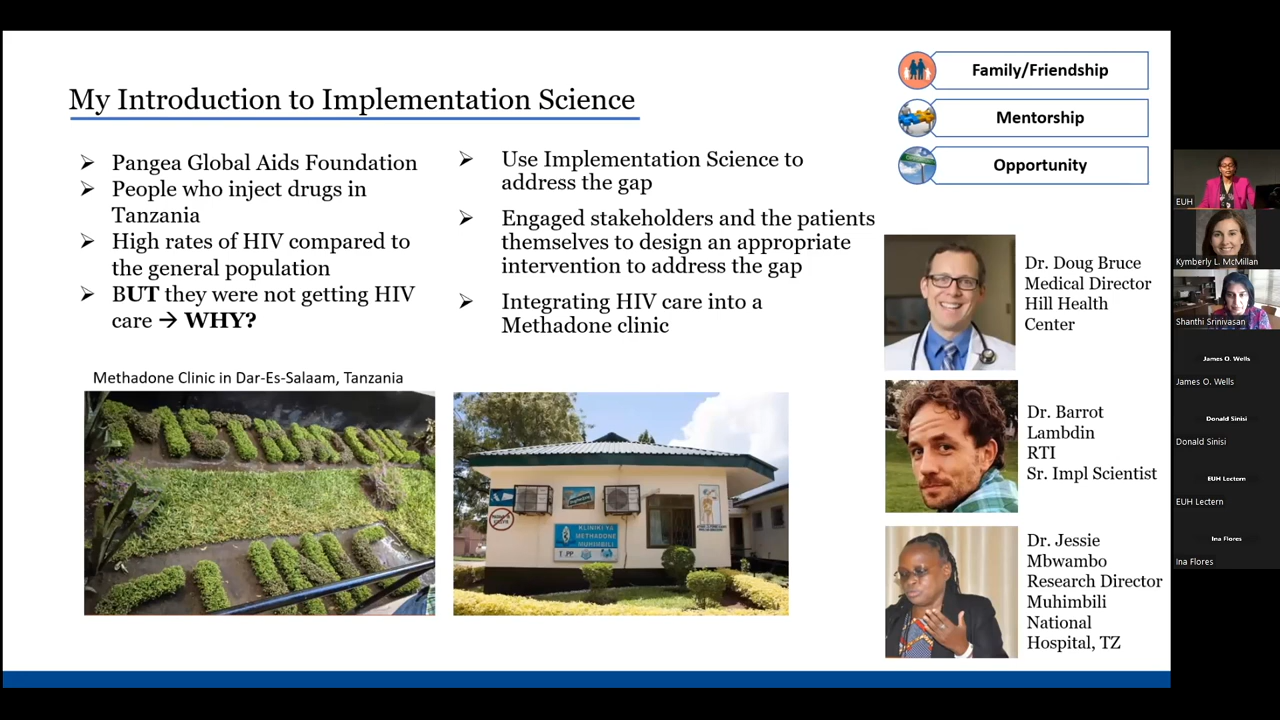 My Introduction to Implementation Science
Family/Friendship
Mentorship
Opportunity
➢ Pangea Global Aids Foundation
➢ People who inject drugs in
Tanzania
➢ High rates of HIV compared to
the general population
➢ BUT they were not getting HIV
care → WHY?
➢ Use Implementation Science to
address the gap
➢ Engaged stakeholders and the patients
themselves to design an appropriate
intervention to address the gap
➢ Integrating HIV care into a
Methadone clinic
Methadone Clinic in Dar-Es-Salaam, Tanzania
KLINIKI YA
METHADONE
MUHIMBILI
Dr. Doug Bruce
Medical Director
Hill Health
Center
Dr. Barrot
Lambdin
RTI
Sr. Impl Scientist
Dr. Jessie
Mbwambo
Research Director
Muhimbili
National
Hospital, TZ
EUH
Kymberly L. McMillan
Shanthi Srinivasan
James O. Wells
James O. Wells
Donald Sinisi
Donald Sinisi
EUH Lectern
EUH Lectern
Ina Flores
Ina Flores